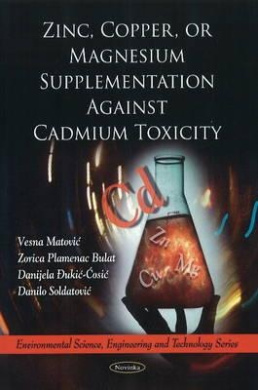 ZINC, COPPER, OR
MAGNESIUM
SUPPLEMENTATION
AGAINST
CADMIUM TOXICITY
Cd
Zn
Cu
Mg
Vesna Matović
Zorica Plamenac Bulat
Danijela Đukić-Ćosić
Danilo Soldatović
Environmental Science, Engineering and Technology Series
Novinka